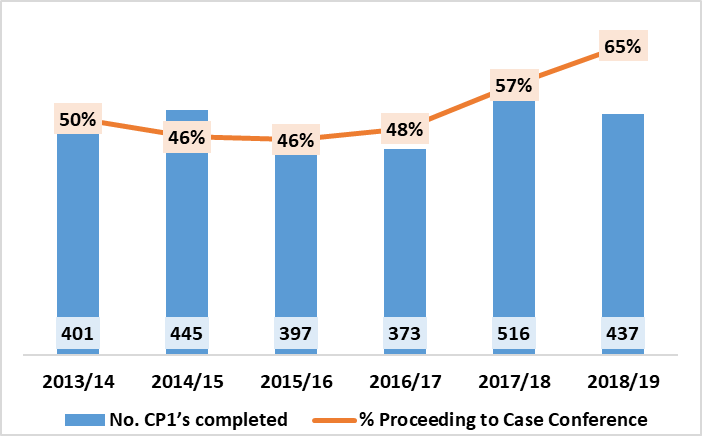 50% 46% 46% 48% 57% 65%
401 445 397 373 516 437
2013/14 2014/15 2015/16 2016/17 2017/18 2018/19
No. CP1's completed % Proceeding to Case Conference